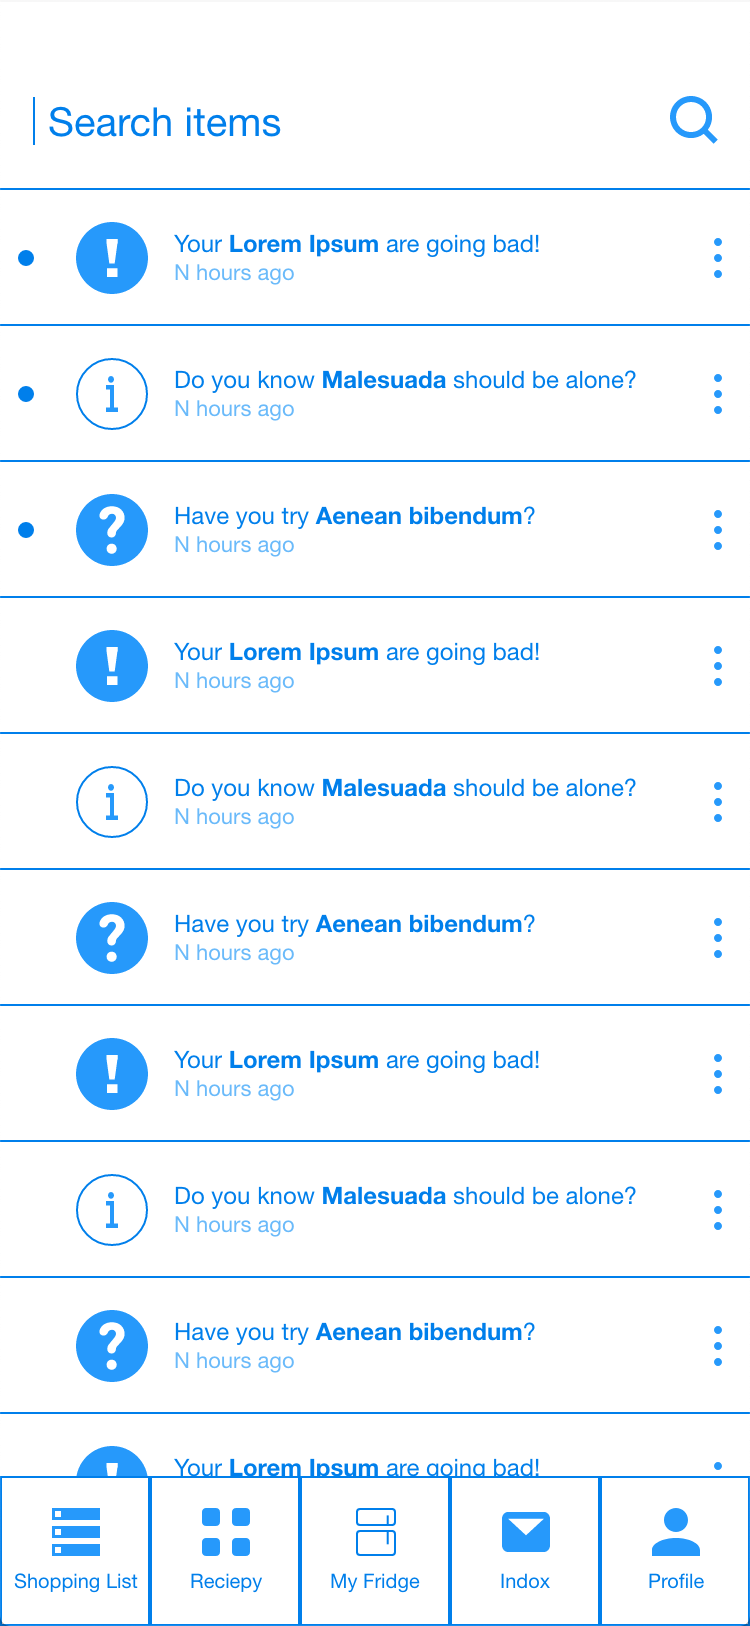 Search items
Your Lorem Ipsum are going bad!
N hours ago
Do you know Malesuada should be alone?
N hours ago
Have you try Aenean bibendum?
N hours ago
Your Lorem Ipsum are going bad!
N hours ago
Do you know Malesuada should be alone?
N hours ago
Have you try Aenean bibendum?
N hours ago
Your Lorem Ipsum are going bad!
N hours ago
Do you know Malesuada should be alone?
N hours ago
Have you try Aenean bibendum?
N hours ago
Your Lorem Ipsum are going bad!
Shopping List
Reciepy
My Fridge
Indox
Profile